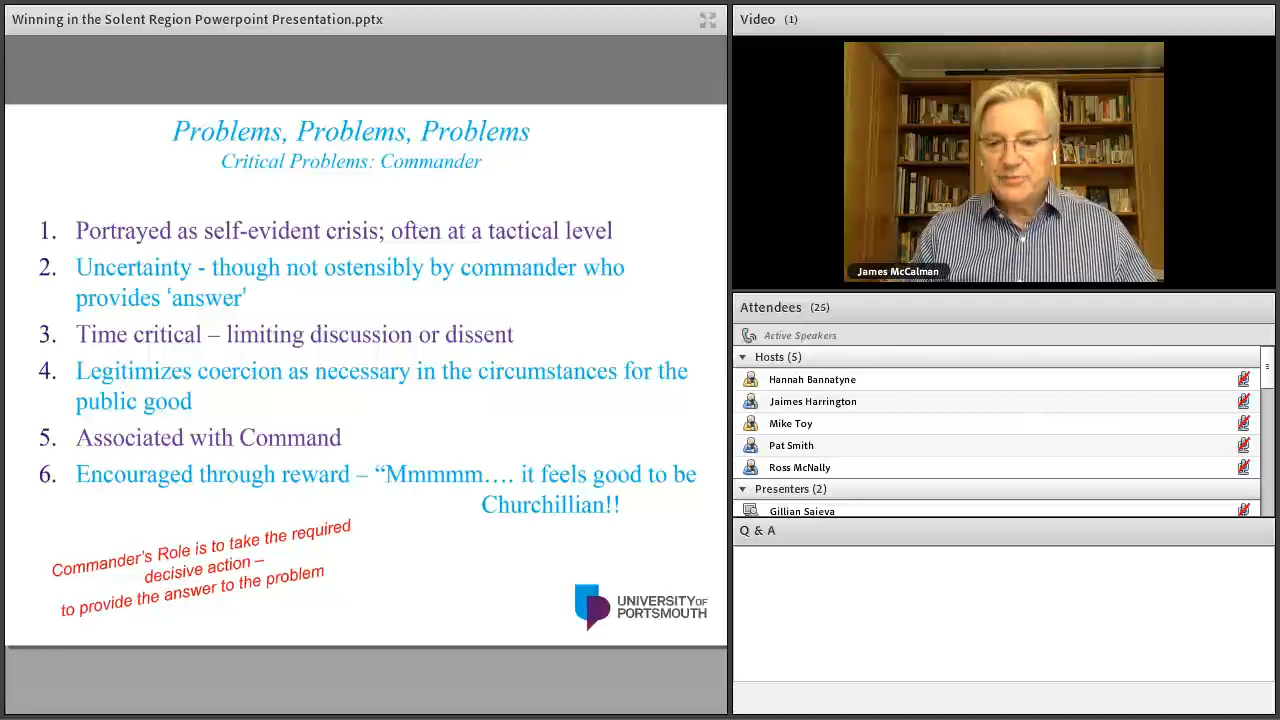 Winning in the Solent Region Powerpoint Presentation.pptx
Problems, Problems, Problems
Critical Problems: Commander
1. Portrayed as self-evident crisis; often at a tactical level
2. Uncertainty - though not ostensibly by commander who
provides ‘answer’
3. Time critical – limiting discussion or dissent
4. Legitimizes coercion as necessary in the circumstances for the
public good
5. Associated with Command
6. Encouraged through reward – “Mmmmm…. it feels good to be
Churchillian!!
Commander’s Role is to take the required
decisive action –
to provide the answer to the problem
UNIVERSITY OF
PORTSMOUTH
Video (1)
James McCalman
Attendees (25)
Active Speakers
Hosts (5)
Hannah Bannatyne
Jaimes Harrington
Mike Toy
Pat Smith
Ross McNally
Presenters (2)
Gillian Saieva
Q & A